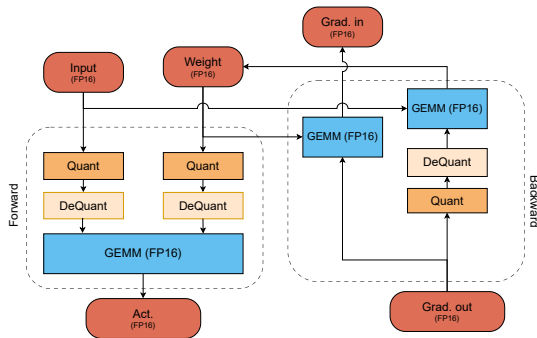 Grad. in
(FP16)
Input
(FP16)
Weight
(FP16)
GEMM (FP16)
GEMM (FP16)
Forward
Quant
Quant
DeQuant
DeQuant
DeQuant
Quant
Backward
GEMM (FP16)
Act.
(FP16)
Grad. out
(FP16)